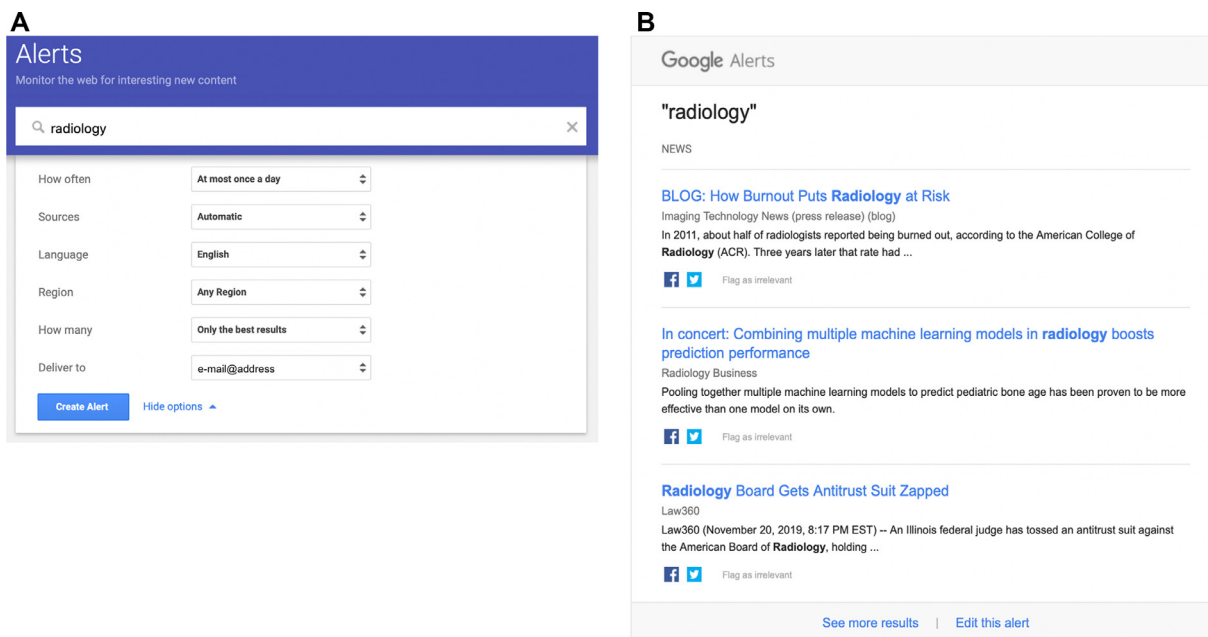 A
Alerts
Monitor the web for interesting new content
radiology
How often
At most once a day
Sources
Automatic
Language
English
Region
Any Region
How many
Only the best results
Deliver to
e-mail@address
Create Alert
Hide options
B
Google Alerts
"radiology"
NEWS
BLOG: How Burnout Puts Radiology at Risk
Imaging Technology News (press release) (blog)
In 2011, about half of radiologists reported being burned out, according to the American College of
Radiology (ACR). Three years later that rate had ...
Flag as irrelevant
In concert: Combining multiple machine learning models in radiology boosts
prediction performance
Radiology Business
Pooling together multiple machine learning models to predict pediatric bone age has been proven to be more
effective than one model on its own.
Flag as irrelevant
Radiology Board Gets Antitrust Suit Zapped
Law360
Law360 (November 20, 2019, 8:17 PM EST) -- An Illinois federal judge has tossed an antitrust suit against
the American Board of Radiology, holding ...
Flag as irrelevant
See more results | Edit this alert